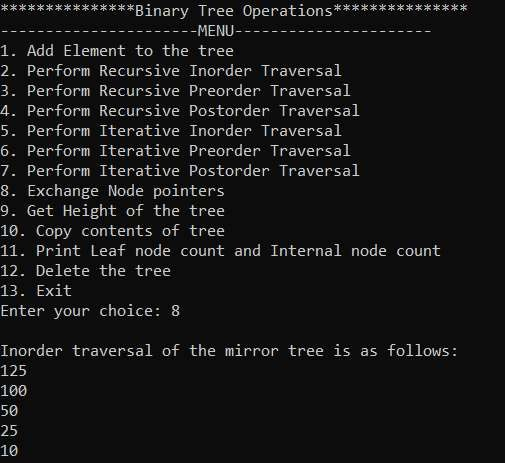 ***************Binary Tree Operations***************
----------------------MENU----------------------
1. Add Element to the tree
2. Perform Recursive Inorder Traversal
3. Perform Recursive Preorder Traversal
4. Perform Recursive Postorder Traversal
5. Perform Iterative Inorder Traversal
6. Perform Iterative Preorder Traversal
7. Perform Iterative Postorder Traversal
8. Exchange Node pointers
9. Get Height of the tree
10. Copy contents of tree
11. Print Leaf node count and Internal node count
12. Delete the tree
13. Exit
Enter your choice: 8
Inorder traversal of the mirror tree is as follows:
125
100
50
25
10